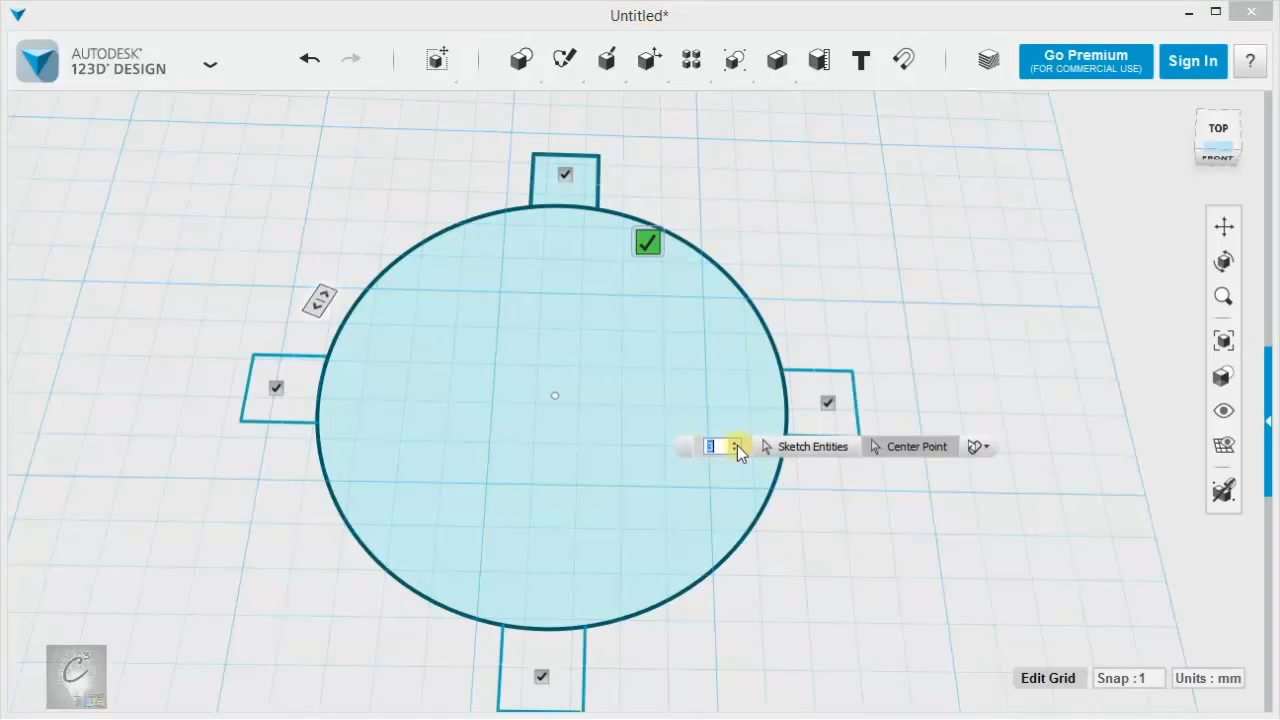 Untitled*
AUTODESK®
123D® DESIGN
Go Premium
(FOR COMMERCIAL USE)
Sign In
?
TOP
FRONT
Sketch Entities
Center Point
Edit Grid
Snap : 1
Units : mm